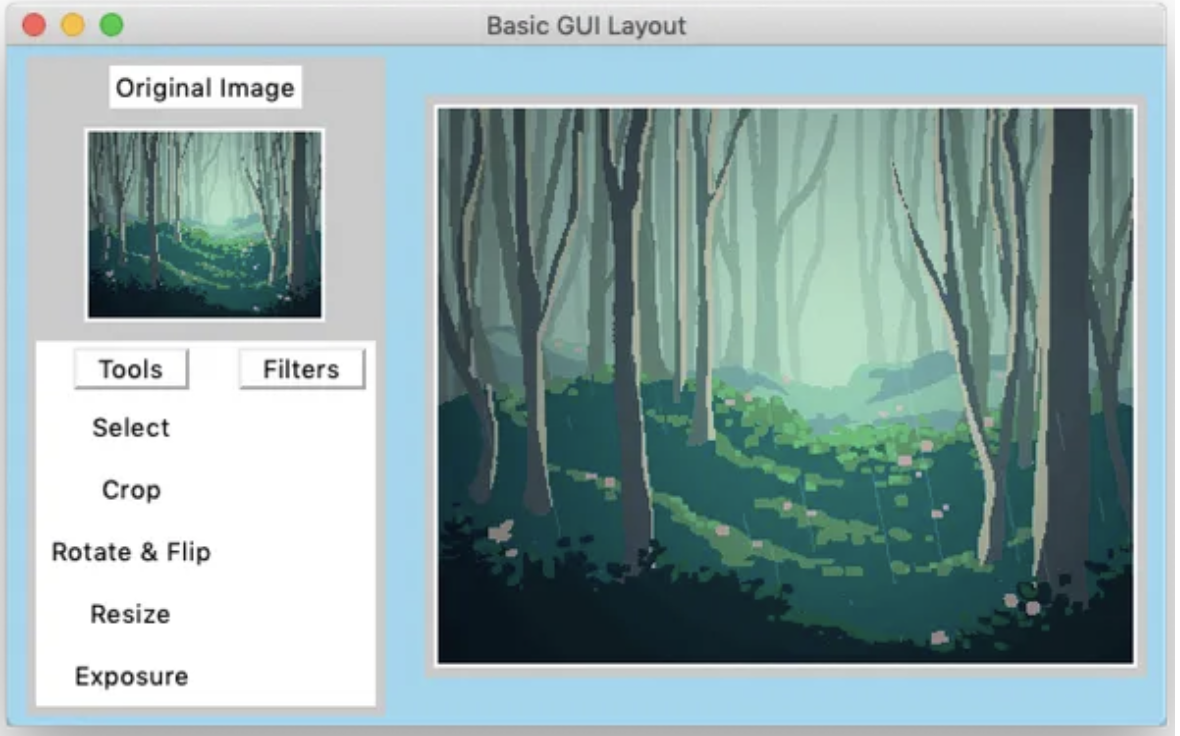 Basic GUI Layout
Original Image
Tools Filters
Select
Crop
Rotate & Flip
Resize
Exposure